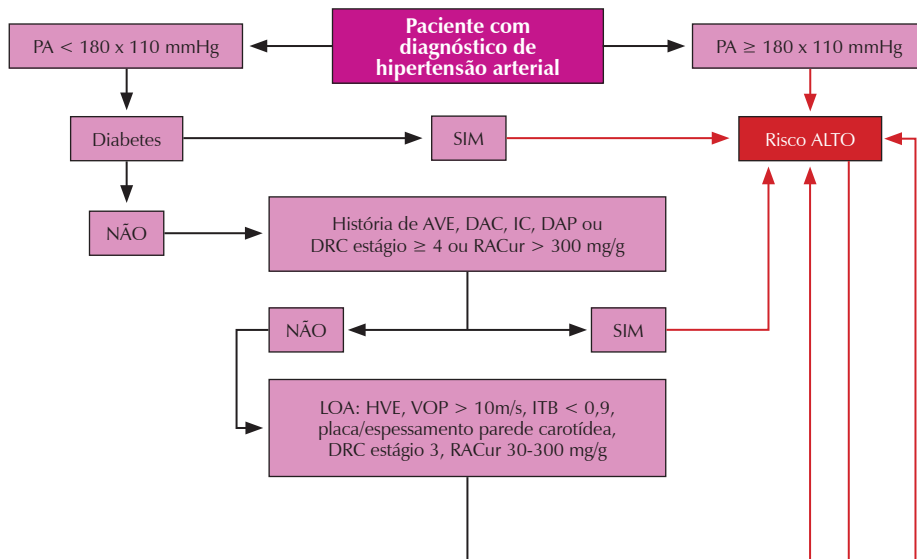 Paciente com
diagnóstico de
hipertensão arterial
PA < 180 x 110 mmHg
PA ≥ 180 x 110 mmHg
Diabetes
SIM
Risco ALTO
NÃO
História de AVE, DAC, IC, DAP ou
DRC estágio ≥ 4 ou RACur > 300 mg/g
NÃO
SIM
LOA: HVE, VOP > 10m/s, ITB < 0,9,
placa/espessamento parede carotídea,
DRC estágio 3, RACur 30-300 mg/g